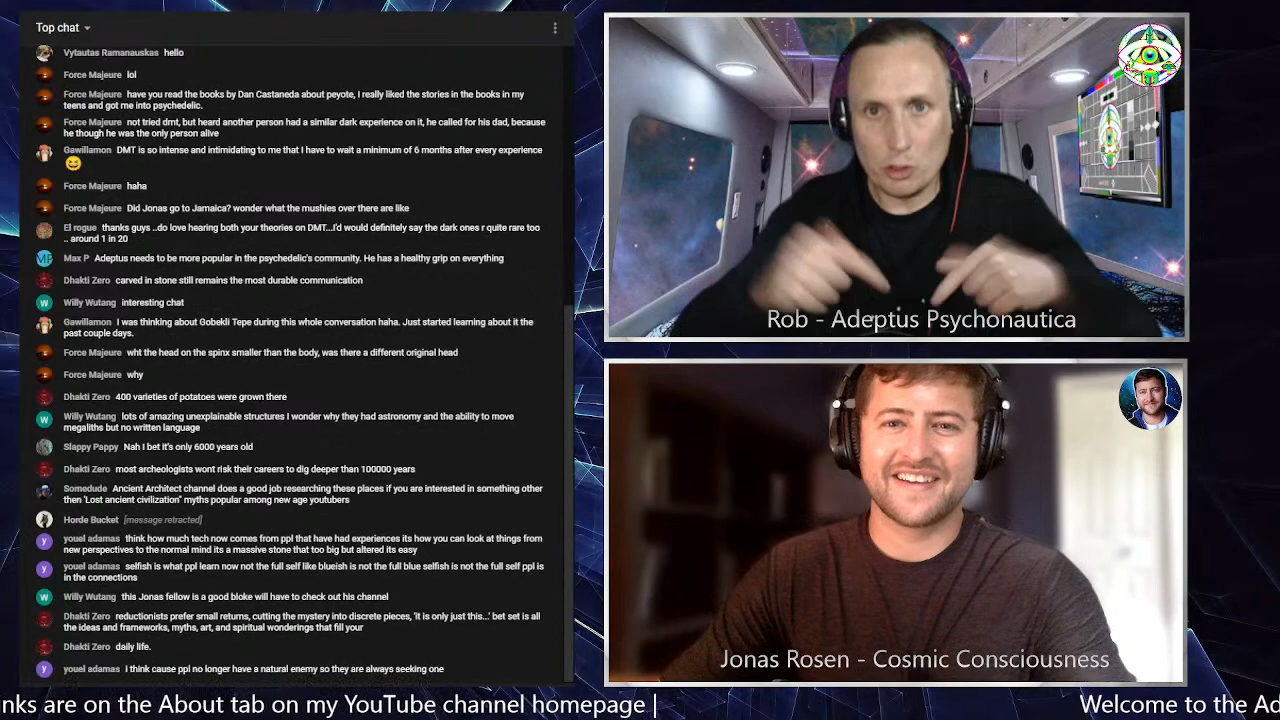 Top chat
Vytautas Ramanauskas hello
Force Majeure lol
Force Majeure have you read the books by Dan Castaneda about peyote, I really liked the stories in the books in my
teens and got me into psychedelic.
Force Majeure not tried dmt, but heard another person had a similar dark experience on it, he called for his dad, because
he though he was the only person alive
Gawillamon DMT is so intense and intimidating to me that I have to wait a minimum of 6 months after every experience
😆
Force Majeure haha
Force Majeure Did Jonas go to Jamaica? wonder what the mushies over there are like
El rogue thanks guys ..do love hearing both your theories on DMT...I'd would definitely say the dark ones r quite rare too
.. around 1 in 20
MP Max P Adeptus needs to be more popular in the psychedelic's community. He has a healthy grip on everything
Dhakti Zero carved in stone still remains the most durable communication
W Willy Wutang interesting chat
Gawillamon I was thinking about Gobekli Tepe during this whole conversation haha. Just started learning about it the
past couple days.
Force Majeure wht the head on the spinx smaller than the body, was there a different original head
Force Majeure why
Dhakti Zero 400 varieties of potatoes were grown there
W Willy Wutang lots of amazing unexplainable structures I wonder why they had astronomy and the ability to move
megaliths but no written language
Slappy Pappy Nah I bet it's only 6000 years old
Dhakti Zero most archeologists wont risk their careers to dig deeper than 100000 years
Somedude Ancient Architect channel does a good job researching these places if you are interested in something other
then 'Lost ancient civilization" myths popular among new age youtubers
Horde Bucket [message retracted]
y youel adamas think how much tech now comes from ppl that have had experiences its how you can look at things from
new perspectives to the normal mind its a massive stone that too big but altered its easy
y youel adamas selfish is what ppl learn now not the full self like blueish is not the full blue selfish is not the full self ppl is
in the connections
W Willy Wutang this Jonas fellow is a good bloke will have to check out his channel
Dhakti Zero reductionists prefer small returns, cutting the mystery into discrete pieces, 'It is only just this...' bet set is all
the ideas and frameworks, myths, art, and spiritual wonderings that fill your
Dhakti Zero daily life.
y youel adamas i think cause ppl no longer have a natural enemy so they are always seeking one
Rob - Adeptus Psychonautica
Jonas Rosen - Cosmic Consciousness
nks are on the About tab on my YouTube channel homepage | Welcome to the Ad